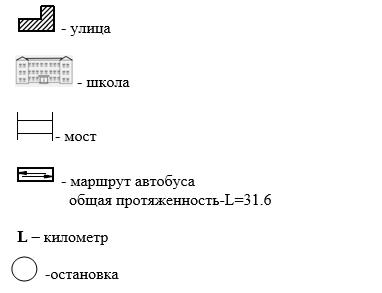 - улица
- школа
- мост
- маршрут автобуса
общая протяженность-L=31.6
L – километр
-остановка